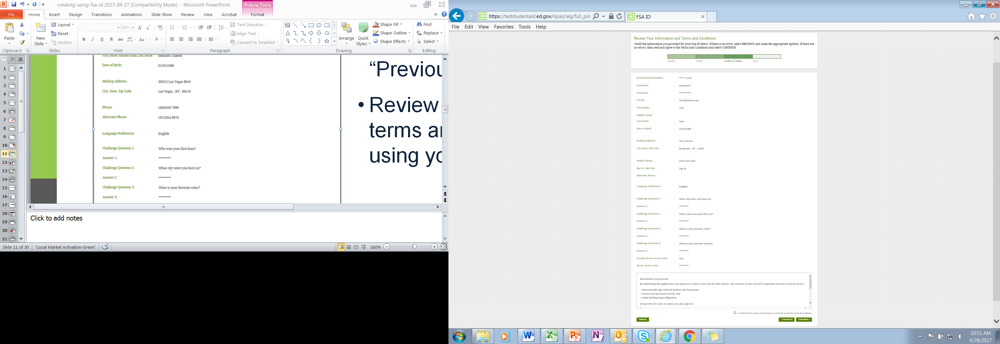 creating-using-fsa-id 2017-04-27 [Compatibility Mode] - Microsoft PowerPoint
Picture Tools
File Home Insert Design Transitions Animations Slide Show Review View Acrobat Format
Paste
Clipboard
New Slide
Layout
Reset
Section
Slides
12+
B I U S abc AV Aa A
Font
Text Direction
Align Text
Convert to SmartArt
Paragraph
Arrange
Quick Styles
Shape Fill
Shape Outline
Shape Effects
Drawing
Find
Replace
Select
Editing
1
2
3
4
5
6
7
8
9
10
11
12
13
14
15
16
17
18
19
20
21
First Name, Middle Initial, Last Name: testuser1 fsatest
Date of Birth: 01/01/1980
Mailing Address: 3950 S Las Vegas Blvd
City, State, Zip Code: Las Vegas , NV , 89119
Phone: (440)456-7890
Alternate Phone: (321)654-9870
Language Preference: English
Challenge Question 1: Who was your first boss?
Answer 1: ********
Challenge Question 2: What city were you born in?
Answer 2: ********
Challenge Question 3: What is your favorite color?
Answer 3: ********
“Previou
• Review
terms a
using yo
Click to add notes
Slide 11 of 30 "Local Market Activation-Green" 160%
https://teststudentaid.ed.gov/npas/reg/full_pin
FSA ID
File Edit View Favorites Tools Help
Review Your Information and Terms and Conditions
Verify the information you provided for your FSA ID below. If there is an error, select PREVIOUS and make the appropriate updates. If there are
no errors, then read and agree to the Terms and Conditions and select CONTINUE.
Identity Profile Confirm & Verify Done
Social Security Number: ***-**-5555
Username: testuser25
Password: **********
E-mail: test1@yahoo.com
First Name: Test
Middle Initial:
Last Name: User
Date of Birth: 01/01/1980
Mailing Address: 123 A Street
City, State, Zip Code: Rochester , NY , 14620
Mobile Phone: (555) 555-5550
Opt In / Opt Out: Opt In
Alternate Phone:
Language Preference: English
Challenge Question 1: What city were you born in?
Answer 1: ********
Challenge Question 2: What color was your first car?
Answer 2: ********
Challenge Question 3: What is your favorite color?
Answer 3: ********
Challenge Question 4: What is your favorite animal?
Answer 4: ********
Provide Phone Access Code: YES
Phone Access Code: ********
Read before you proceed.
By submitting this application, you agree not to share your FSA ID with anyone. The security of your FSA ID is important because it can be used to
• electronically sign Federal Student Aid documents
• access your personal records, and
• make binding legal obligations.
If your FSA ID is lost or stolen, you also agree to
I certify that the above information is correct & accept the terms & conditions
CANCEL ‹ PREVIOUS CONTINUE ›
10:51 AM
4/28/2017